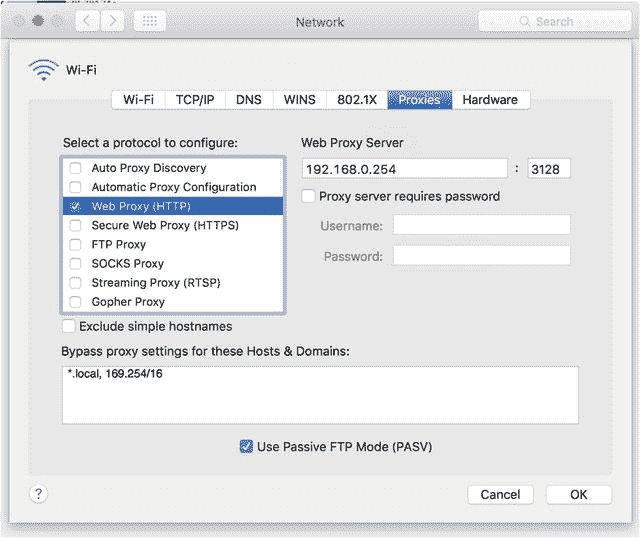 Network
Search
Wi-Fi
Wi-Fi TCP/IP DNS WINS 802.1X Proxies Hardware
Select a protocol to configure:
Auto Proxy Discovery
Automatic Proxy Configuration
Web Proxy (HTTP)
Secure Web Proxy (HTTPS)
FTP Proxy
SOCKS Proxy
Streaming Proxy (RTSP)
Gopher Proxy
Exclude simple hostnames
Web Proxy Server
192.168.0.254 : 3128
Proxy server requires password
Username:
Password:
Bypass proxy settings for these Hosts & Domains:
*.local, 169.254/16
Use Passive FTP Mode (PASV)
? Cancel OK